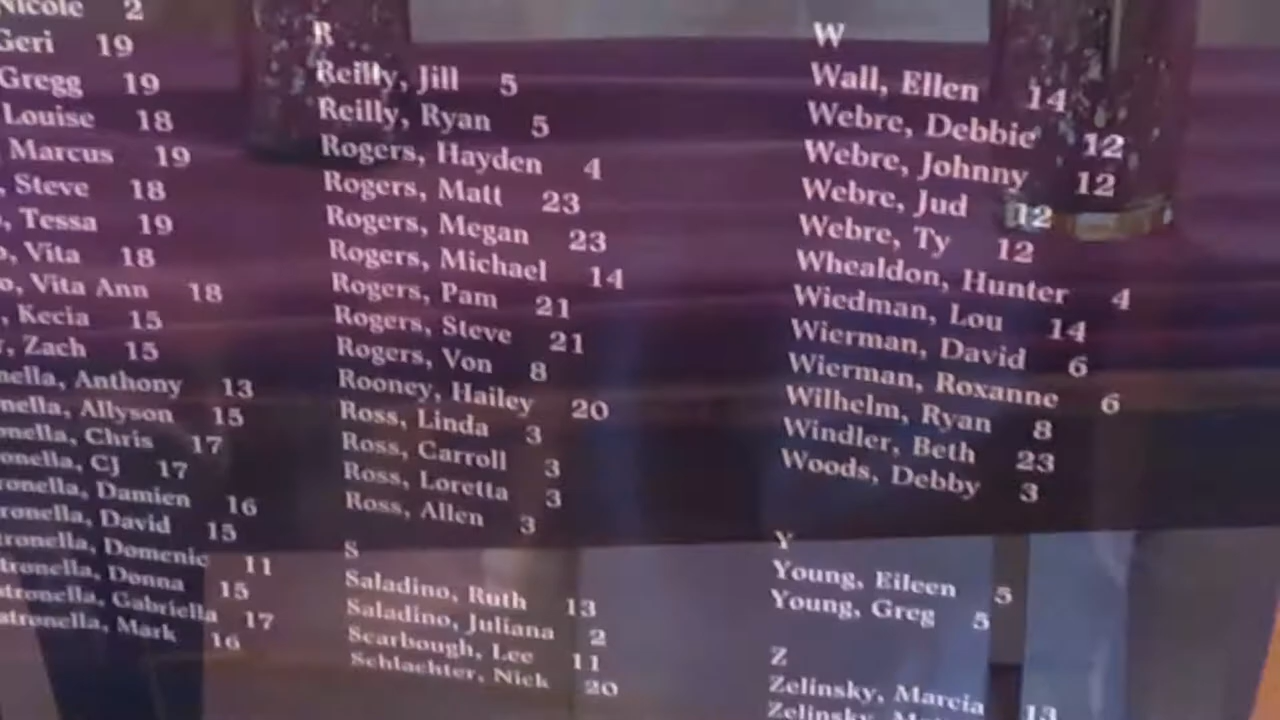 Nicole 2
Geri 19
Gregg 19
Louise 18
Marcus 19
Steve 18
Tessa 19
Vita 18
Vita Ann 18
Kecia 15
Zach 15
Anthony 13
Allyson 15
Chris 17
CJ 17
Damien 16
David 15
Domenic 11
Donna 15
Gabriella 17
Mark 16
R
Reilly, Jill 5
Reilly, Ryan 5
Rogers, Hayden 4
Rogers, Matt 23
Rogers, Megan 23
Rogers, Michael 14
Rogers, Pam 21
Rogers, Steve 21
Rogers, Von 8
Rooney, Hailey 20
Ross, Linda 3
Ross, Carroll 3
Ross, Loretta 3
Ross, Allen 3
S
Saladino, Ruth 13
Saladino, Juliana 2
Scarbough, Lee 11
Schlachter, Nick 20
W
Wall, Ellen 14
Webre, Debbie 12
Webre, Johnny 12
Webre, Jud 12
Webre, Ty 12
Whealdon, Hunter 4
Wiedman, Lou 14
Wierman, David 6
Wierman, Roxanne 6
Wilhelm, Ryan 8
Windler, Beth 23
Woods, Debby 3
Y
Young, Eileen 5
Young, Greg 5
Z
Zelinsky, Marcia 13
Zelinsky,